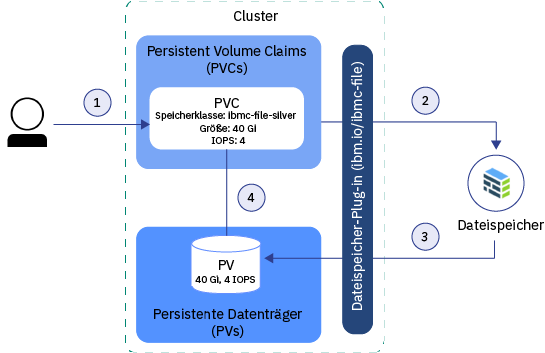 Cluster
Persistent Volume Claims
(PVCs)
PVC
Speicherklasse: ibmc-file-silver
Größe: 40 Gi
IOPS: 4
1
2
Dateispeicher-Plug-in (ibm.io/ibmc-file)
Dateispeicher
4
3
PV
40 Gi, 4 IOPS
Persistente Datenträger
(PVs)